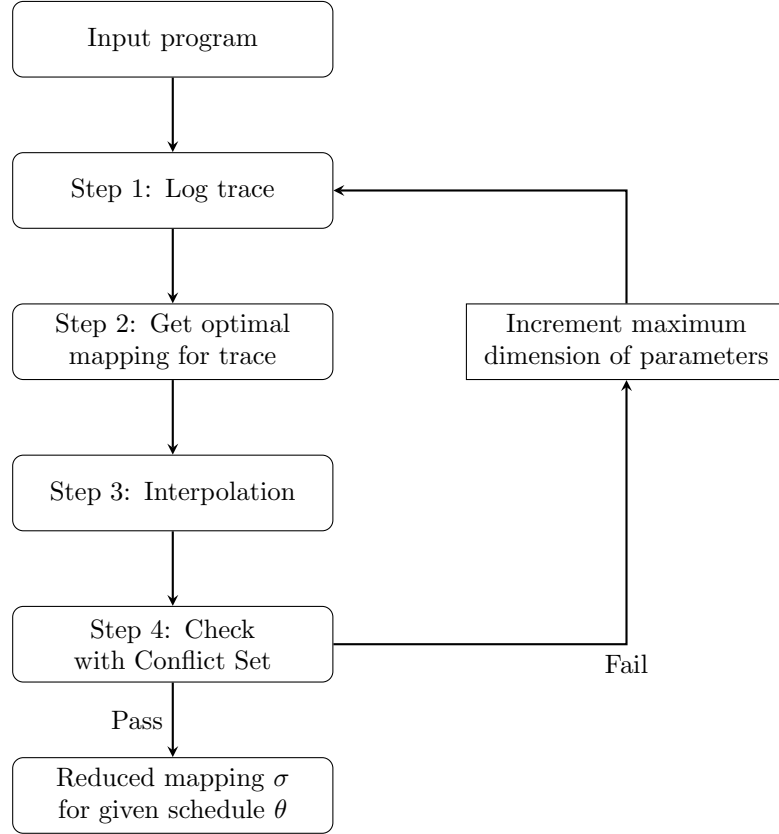 Input program
Step 1: Log trace
Step 2: Get optimal
mapping for trace
Increment maximum
dimension of parameters
Step 3: Interpolation
Step 4: Check
with Conflict Set
Fail
Pass
Reduced mapping σ
for given schedule θ